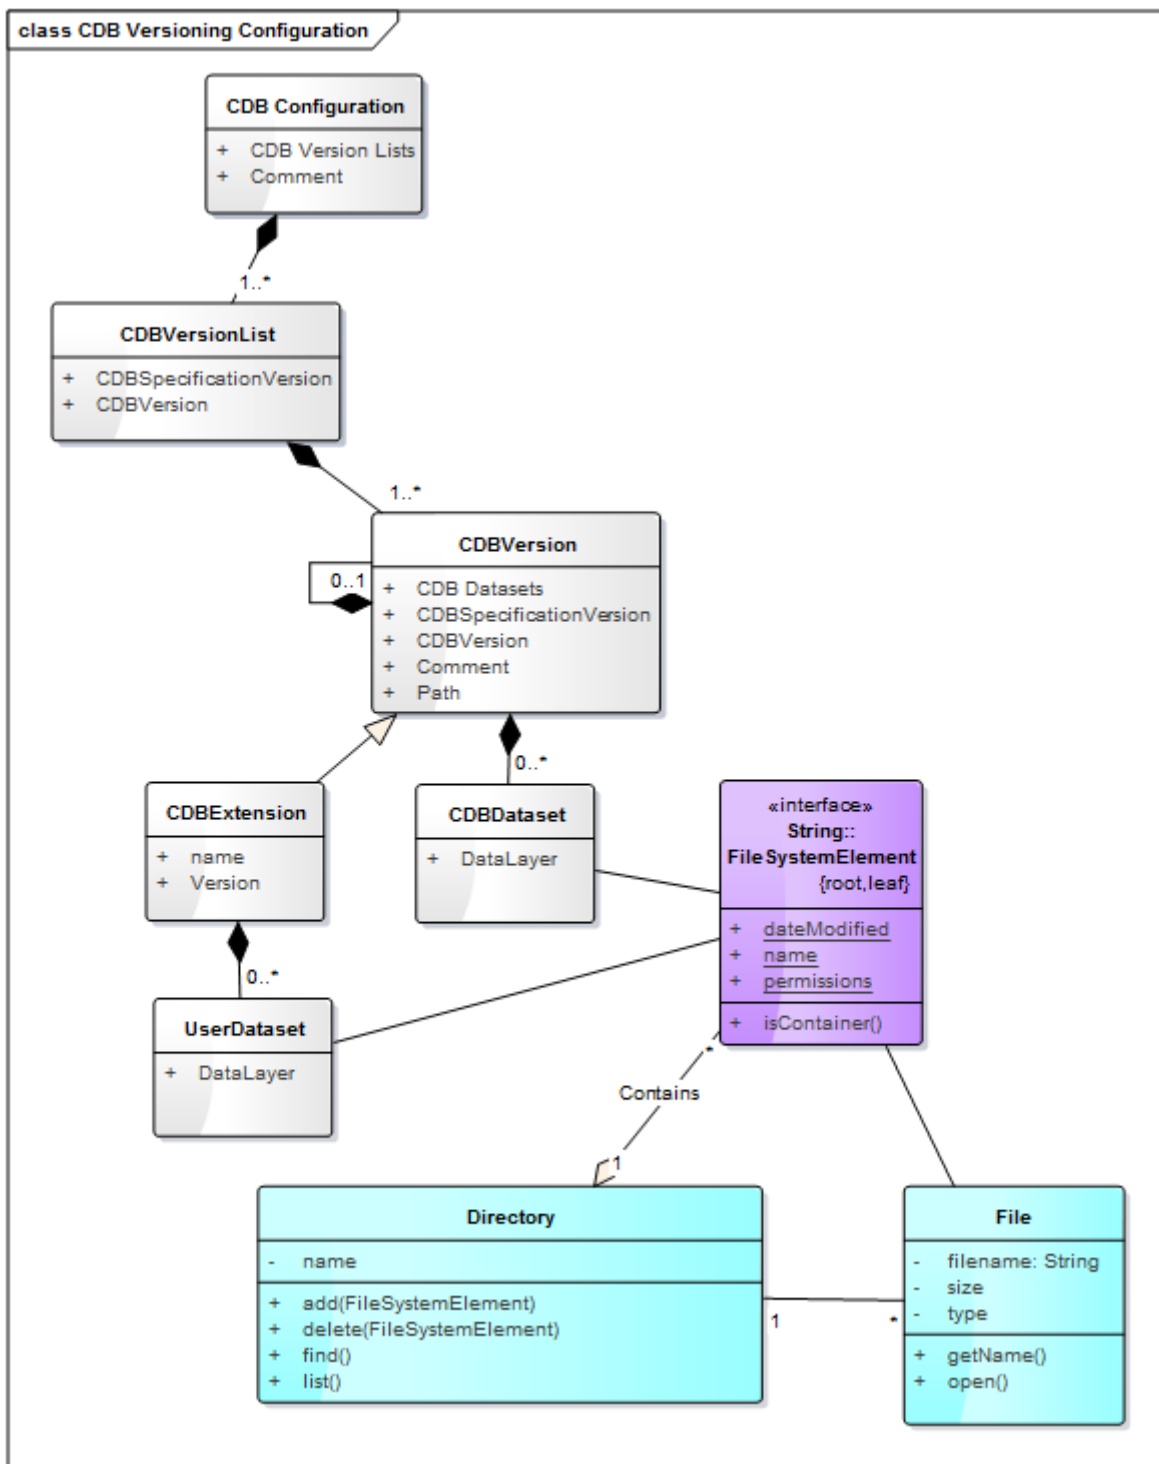 class CDB Versioning Configuration
CDB Configuration
+ CDB Version Lists
+ Comment
1..*
CDBVersionList
+ CDBSpecificationVersion
+ CDBVersion
1..*
CDBVersion
0..1
+ CDB Datasets
+ CDBSpecificationVersion
+ CDBVersion
+ Comment
+ Path
0..*
CDBExtension
+ name
+ Version
CDBDataset
+ DataLayer
«interface»
String::
FileSystemElement
{root,leaf}
+ dateModified
+ name
+ permissions
+ isContainer()
0..*
UserDataset
+ DataLayer
*
Contains
1
Directory
- name
+ add(FileSystemElement)
+ delete(FileSystemElement)
+ find()
+ list()
1
*
File
- filename: String
- size
- type
+ getName()
+ open()